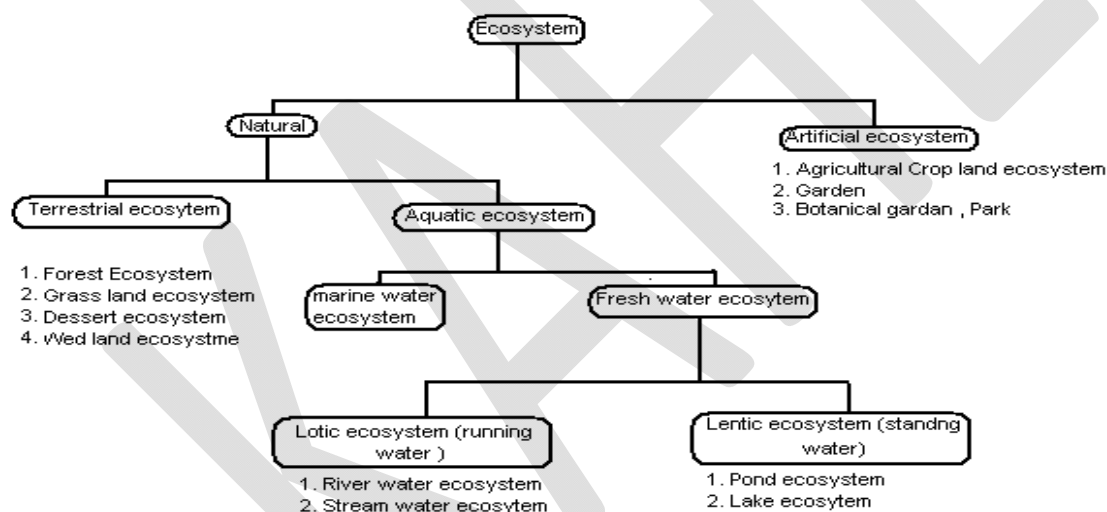 Ecosystem
Natural
Artificial ecosystem
1. Agricultural Crop land ecosystem
2. Garden
3. Botanical gardan , Park
Terrestrial ecosytem
Aquatic ecosystem
1. Forest Ecosystem
2. Grass land ecosystem
3. Dessert ecosystem
4. Wed land ecosystme
marine water
ecosystem
Fresh water ecosytem
Lotic ecosystem (running
water )
1. River water ecosystem
2. Stream water ecosytem
Lentic ecosystem (standng
water)
1. Pond ecosystem
2. Lake ecosytem